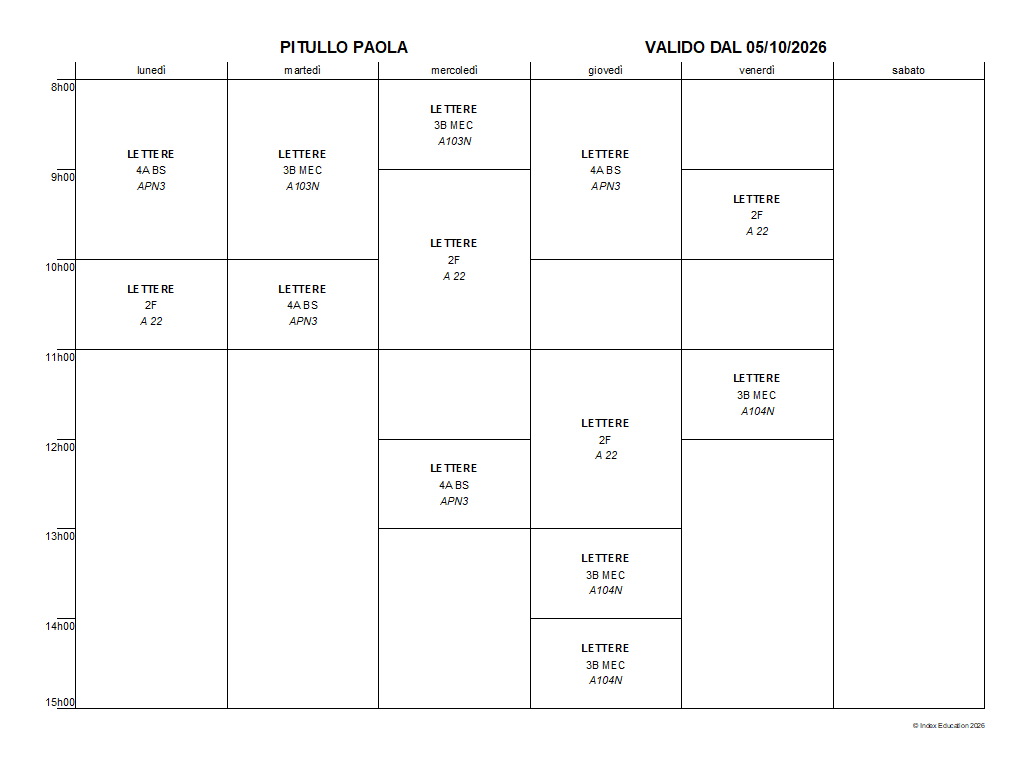 PITULLO PAOLA VALIDO DAL 05/10/2026
lunedì martedì mercoledì giovedì venerdì sabato
8h00
LETTERE
3B MEC
A103N
LETTERE LETTERE LETTERE
4A BS 3B MEC 4A BS
APN3 A103N APN3
9h00
LETTERE
2F
A 22
LETTERE
2F
A 22
10h00
LETTERE LETTERE
2F 4A BS
A 22 APN3
11h00
LETTERE
3B MEC
A104N
LETTERE
2F
A 22
12h00
LETTERE
4A BS
APN3
13h00
LETTERE
3B MEC
A104N
14h00
LETTERE
3B MEC
A104N
15h00
© Index Education 2026